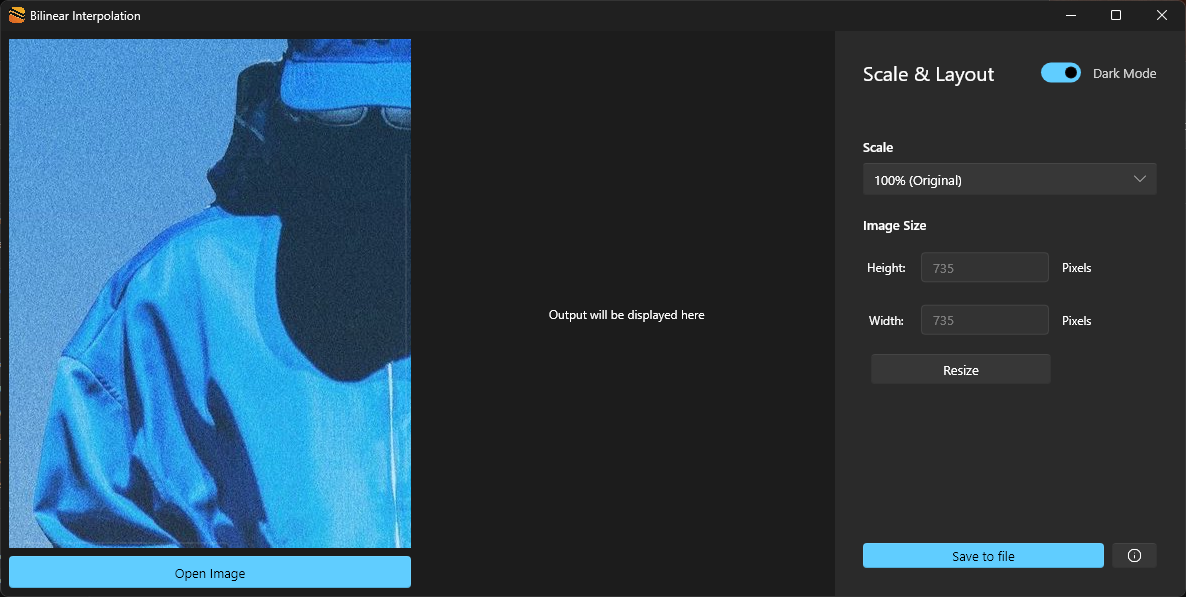 Bilinear Interpolation
Scale & Layout
Dark Mode
Scale
100% (Original)
Image Size
Height:
735
Pixels
Output will be displayed here
Width:
735
Pixels
Resize
Save to file
Open Image